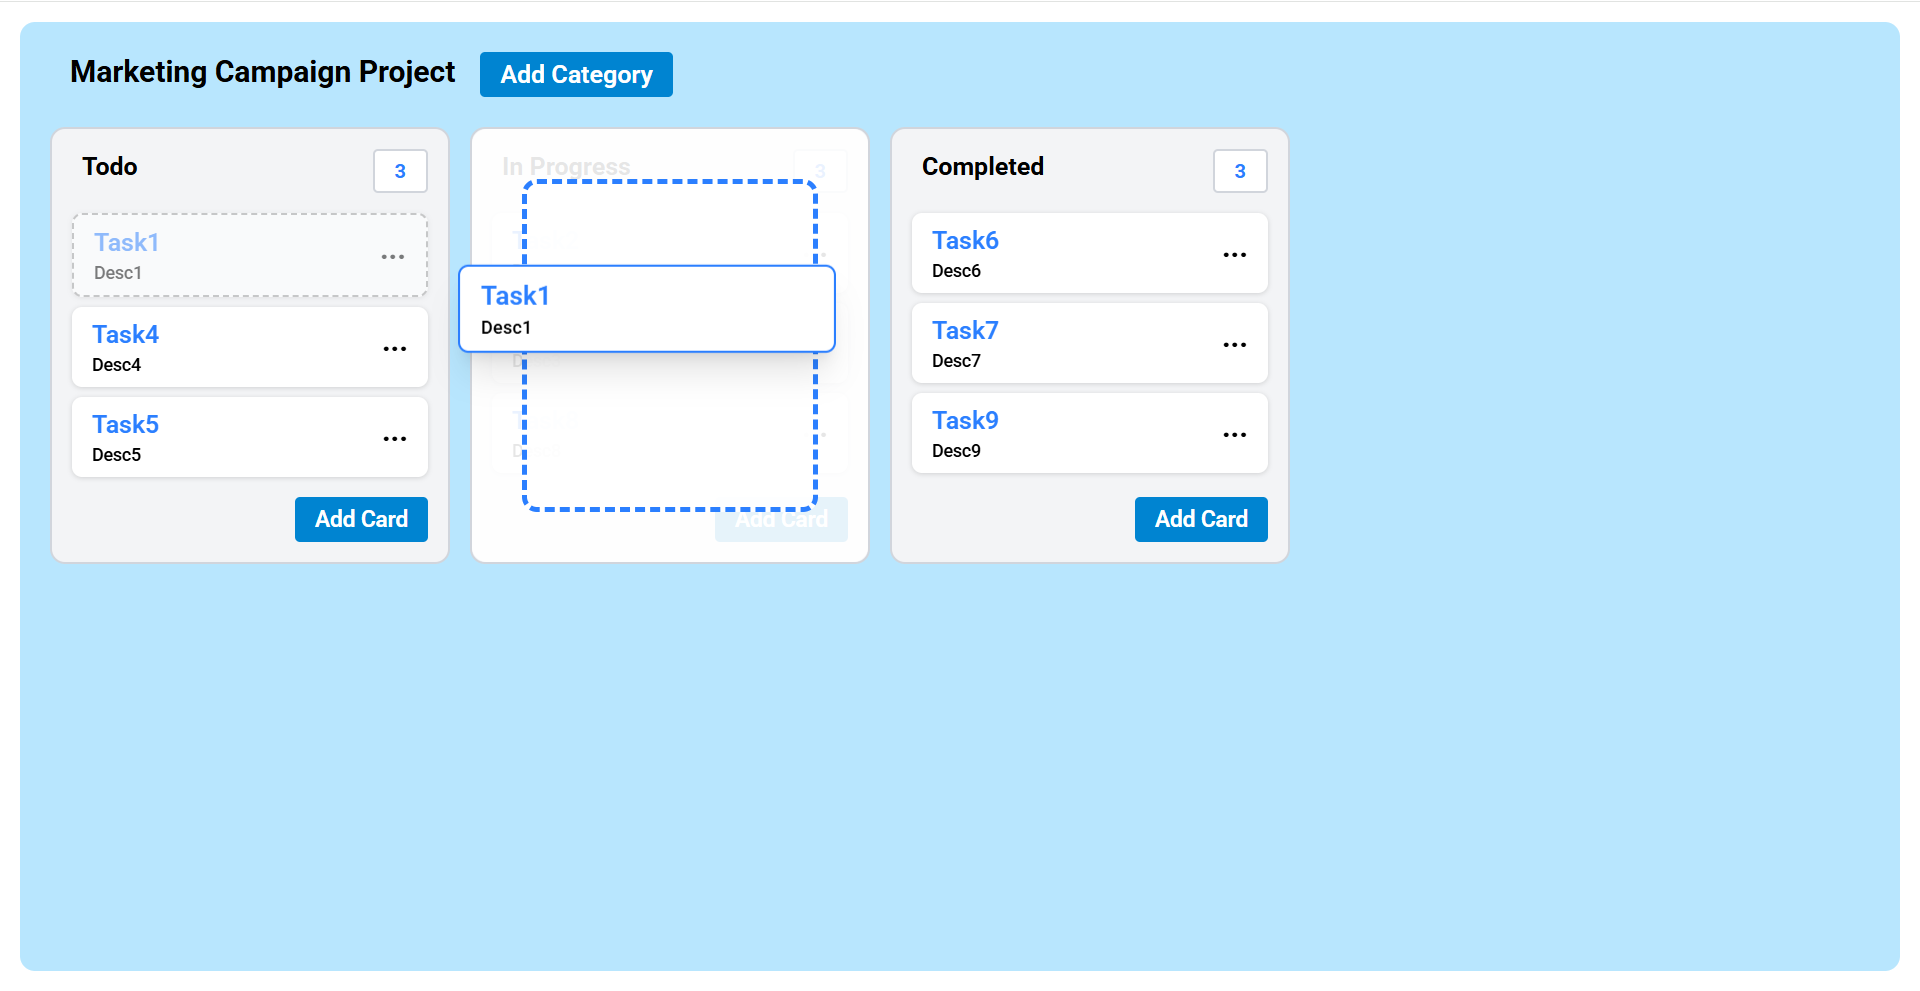 Marketing Campaign Project
Add Category
Todo
3
Task1
Desc1
Task4
Desc4
Task5
Desc5
Add Card
In Progress
3
Task1
Desc1
Add Card
Completed
3
Task6
Desc6
Task7
Desc7
Task9
Desc9
Add Card